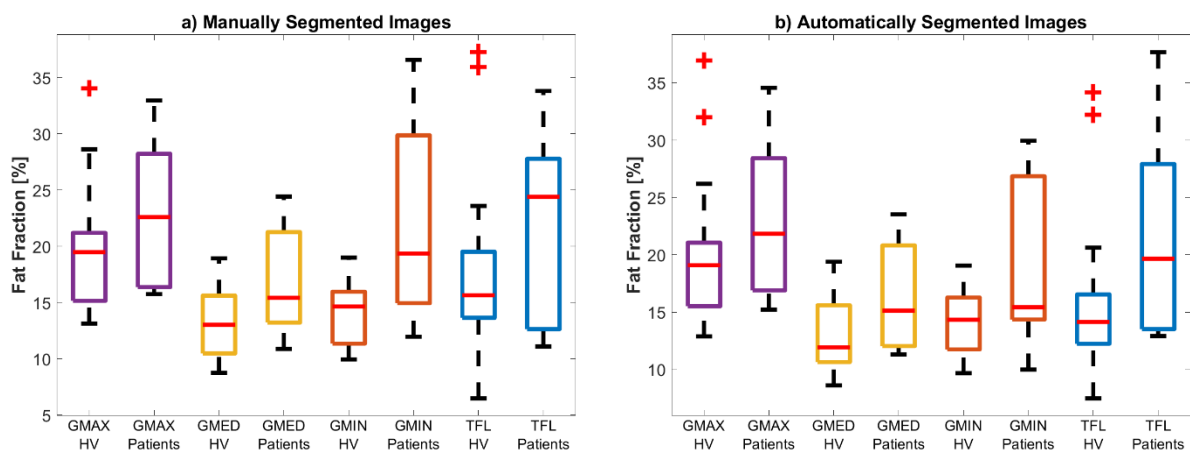 a) Manually Segmented Images
Fat Fraction [%]
35
30
25
20
15
10
5
GMAX GMAX GMED GMED GMIN GMIN TFL TFL
HV Patients HV Patients HV Patients HV Patients
b) Automatically Segmented Images
Fat Fraction [%]
35
30
25
20
15
10
GMAX GMAX GMED GMED GMIN GMIN TFL TFL
HV Patients HV Patients HV Patients HV Patients